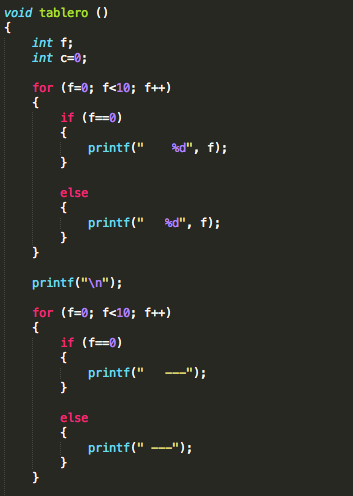 void tablero ()
{
    int f;
    int c=0;

    for (f=0; f<10; f++)
    {
        if (f==0)
        {
            printf("    %d", f);
        }

        else
        {
            printf("   %d", f);
        }
    }

    printf("\n");

    for (f=0; f<10; f++)
    {
        if (f==0)
        {
            printf("   ---");
        }

        else
        {
            printf(" ---");
        }
    }